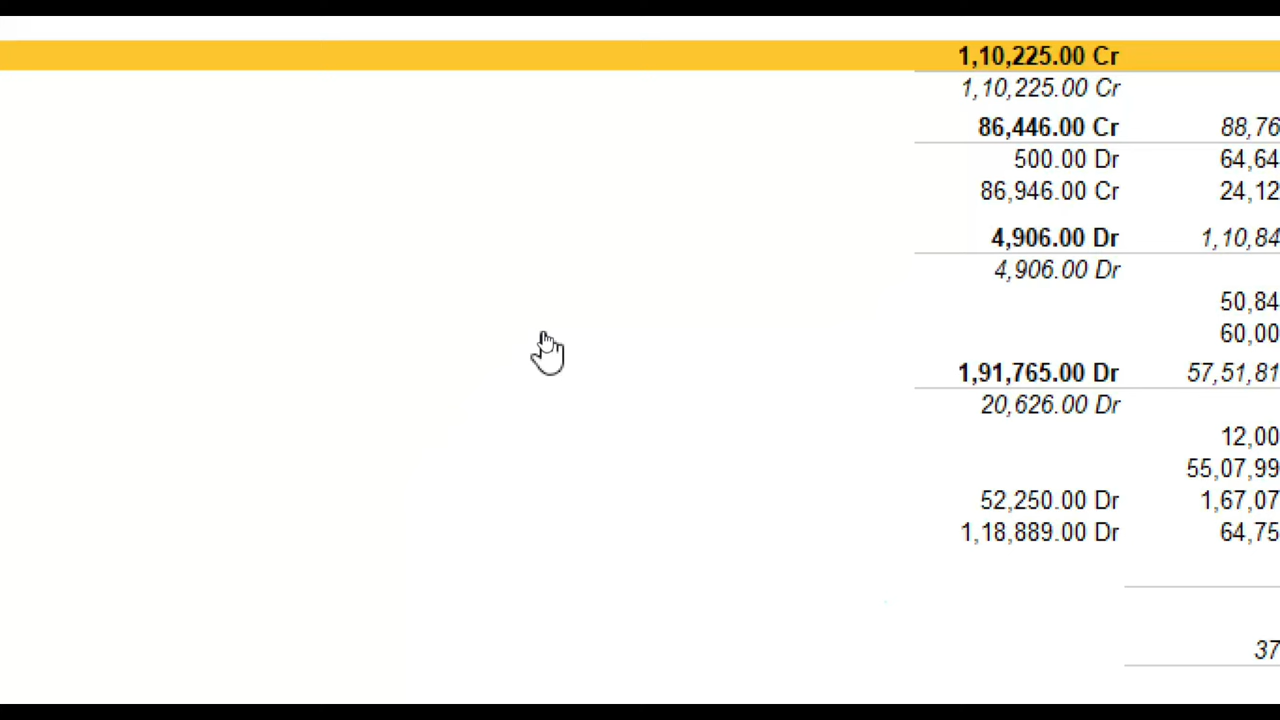 1,10,225.00 Cr
1,10,225.00 Cr
86,446.00 Cr 88,76
500.00 Dr 64,64
86,946.00 Cr 24,12
4,906.00 Dr 1,10,84
4,906.00 Dr
50,84
60,00
1,91,765.00 Dr 57,51,81
20,626.00 Dr
12,00
55,07,99
52,250.00 Dr 1,67,07
1,18,889.00 Dr 64,75
37